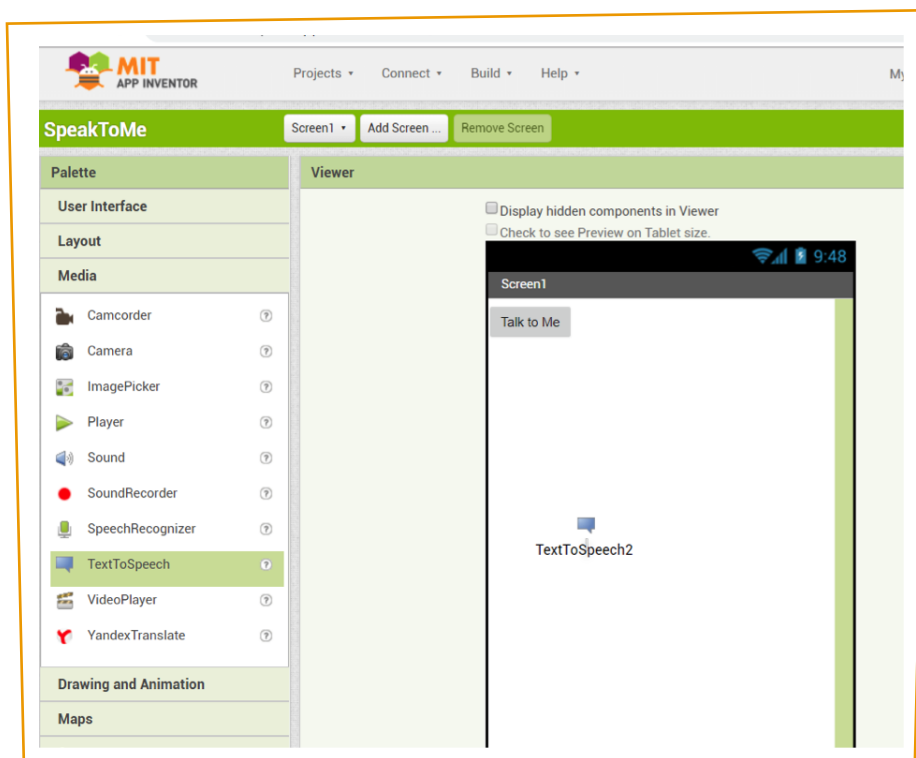 MIT
APP INVENTOR
Projects Connect Build Help My
SpeakToMe Screen1 Add Screen ... Remove Screen
Palette
User Interface
Layout
Media
Camcorder
Camera
ImagePicker
Player
Sound
SoundRecorder
SpeechRecognizer
TextToSpeech
VideoPlayer
YandexTranslate
Drawing and Animation
Maps
Viewer
Display hidden components in Viewer
Check to see Preview on Tablet size.
9:48
Screen1
Talk to Me
TextToSpeech2